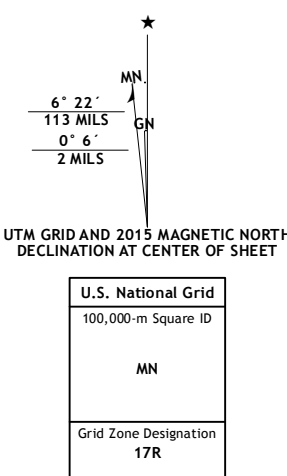 ★
MN
GN
6° 22´
113 MILS
0° 6´
2 MILS
UTM GRID AND 2015 MAGNETIC NORTH
DECLINATION AT CENTER OF SHEET
U.S. National Grid
100,000-m Square ID
MN
Grid Zone Designation
17R